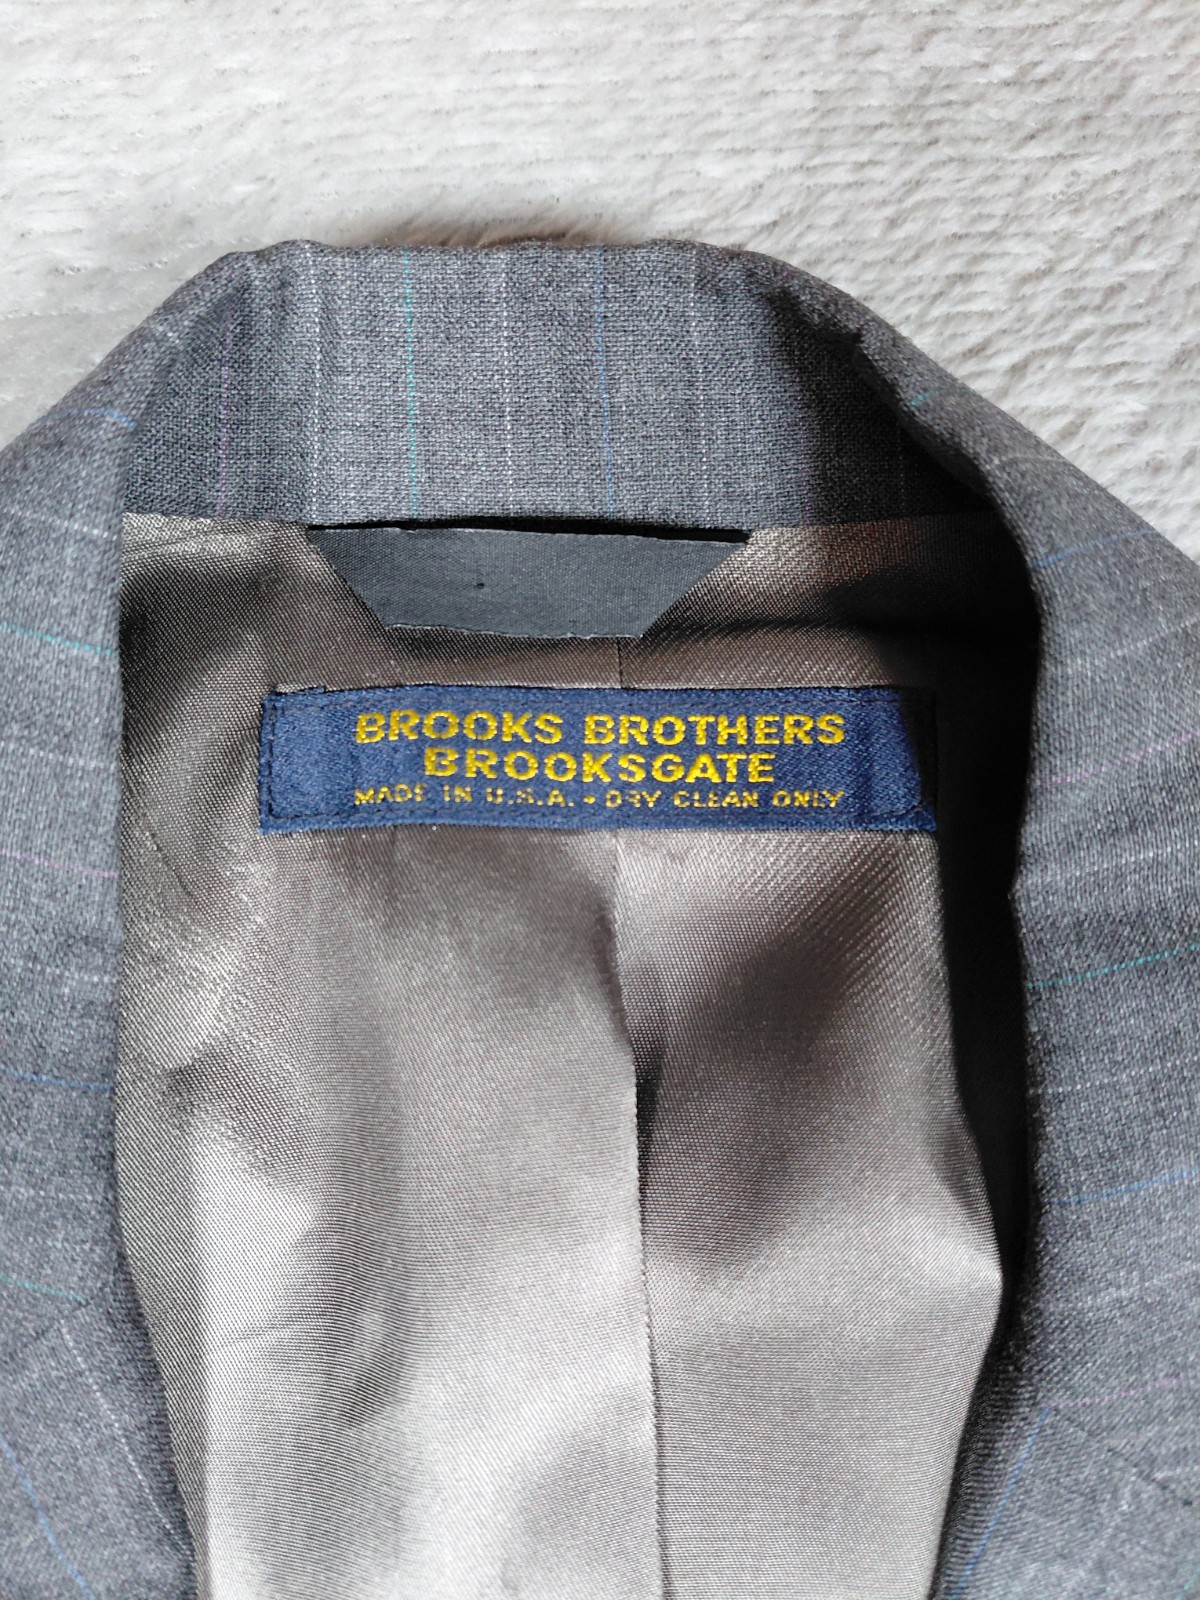 BROOKS BROTHERS
BROOKSGATE
MADE IN U.S.A. • DRY CLEAN ONLY